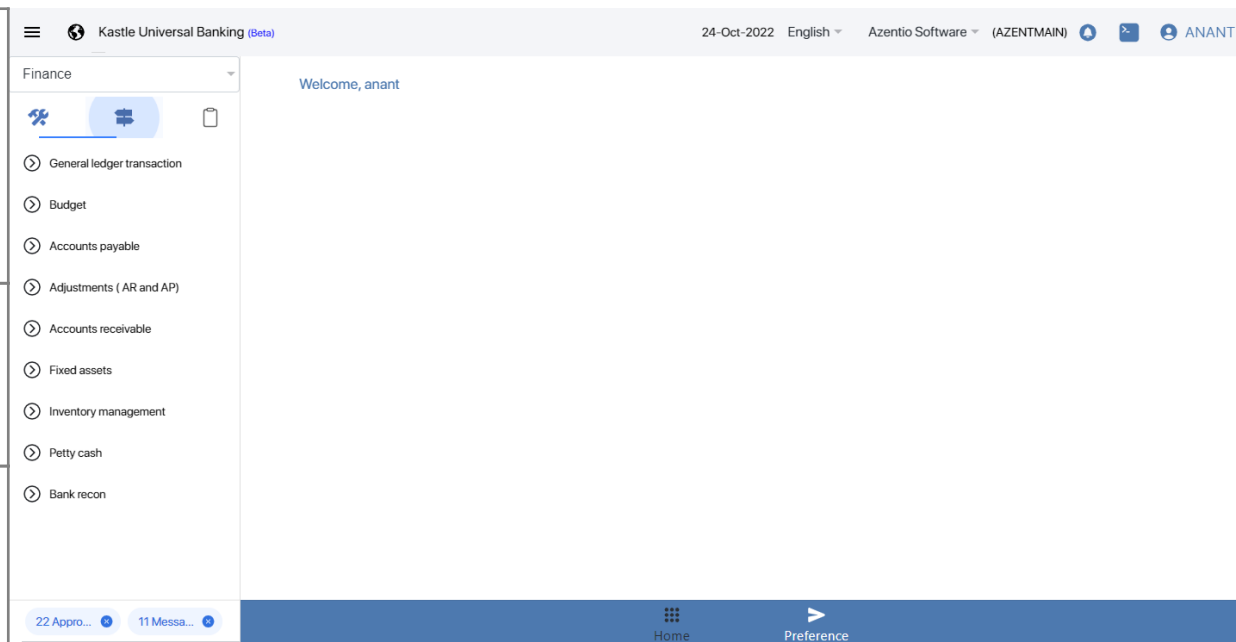 Kastle Universal Banking (Beta) 24-Oct-2022 English Azentio Software (AZENTMAIN) ANANT
Finance
Welcome, anant
General ledger transaction
Budget
Accounts payable
Adjustments ( AR and AP)
Accounts receivable
Fixed assets
Inventory management
Petty cash
Bank recon
22 Appro... 11 Messa...
Home Preference